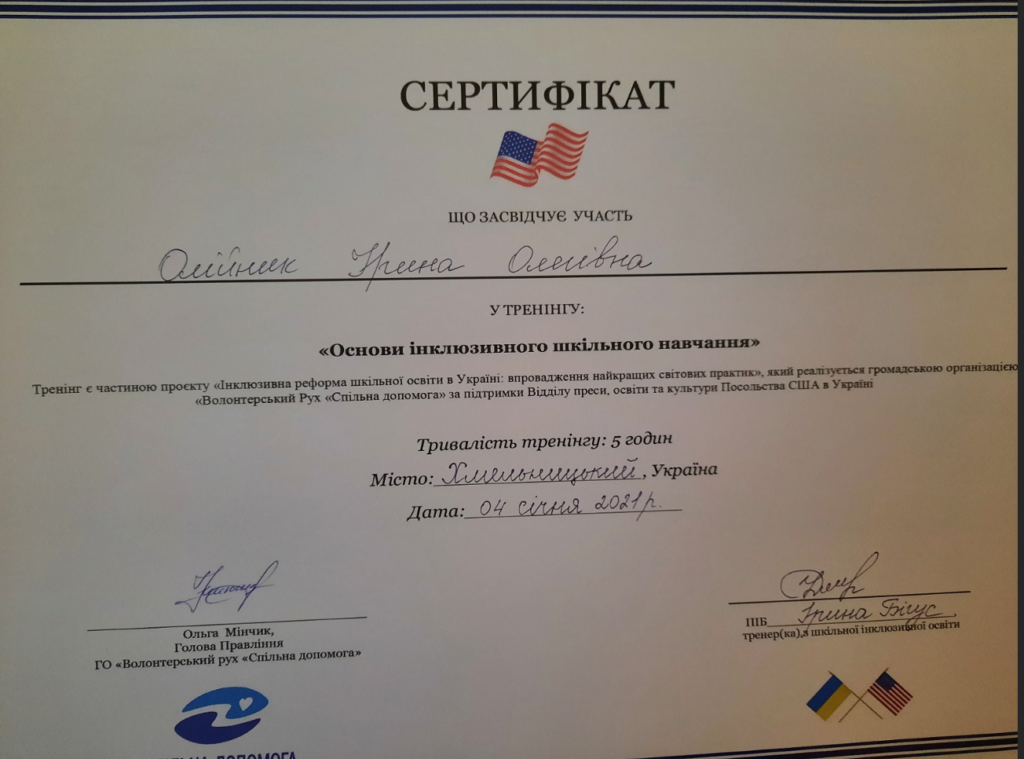 СЕРТИФІКАТ
ЩО ЗАСВІДЧУЄ УЧАСТЬ
Олійник Ірина Олегівна
У ТРЕНІНГУ:
«Основи інклюзивного шкільного навчання»
Тренінг є частиною проєкту «Інклюзивна реформа шкільної освіти в Україні: впровадження найкращих світових практик», який реалізується громадською організацією
«Волонтерський Рух «Спільна допомога» за підтримки Відділу преси, освіти та культури Посольства США в Україні
Тривалість тренінгу: 5 годин
Місто: Хмельницький, Україна
Дата: 04 січня 2021р.
Ольга Мінчик,
Голова Правління
ГО «Волонтерський рух «Спільна допомога»
ПІБ Ірина Бігус,
тренер(ка) з шкільної інклюзивної освіти
ДОПОМОГА